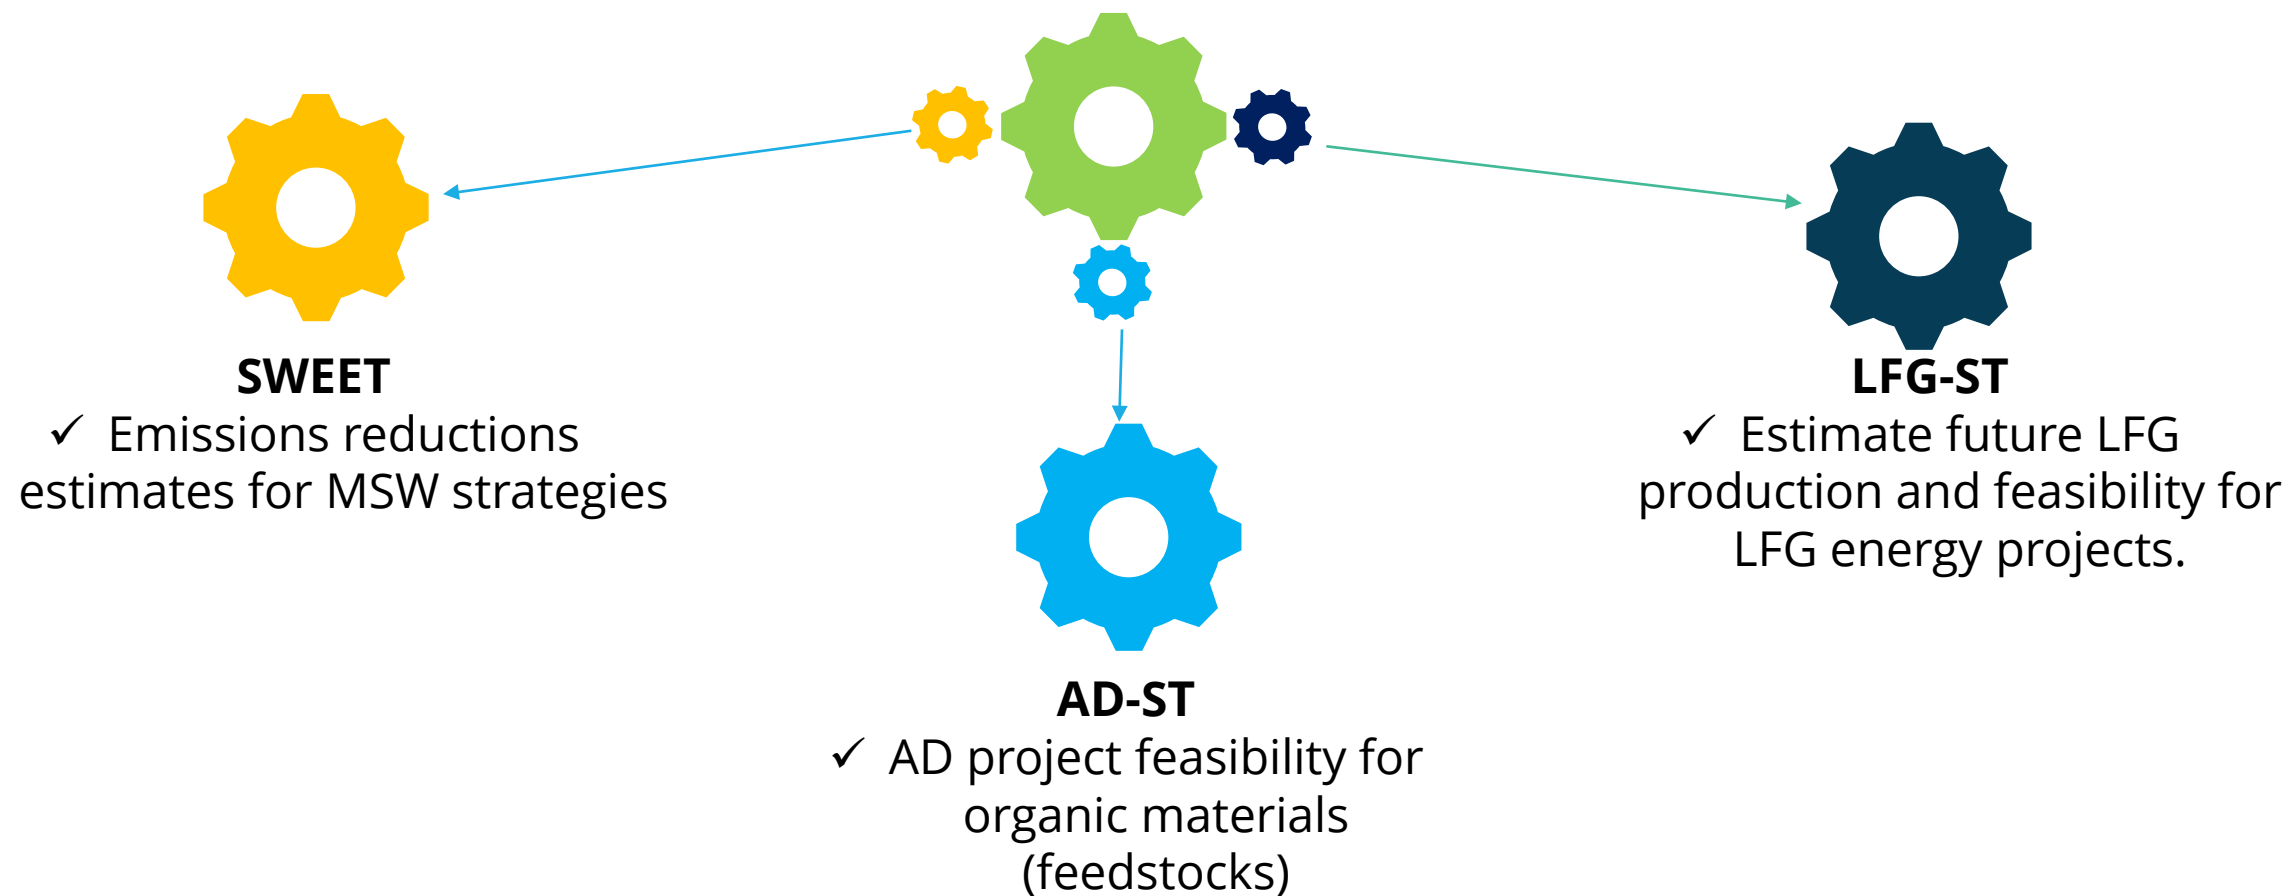 SWEET
✓ Emissions reductions
estimates for MSW strategies
AD-ST
✓ AD project feasibility for
organic materials
(feedstocks)
LFG-ST
✓ Estimate future LFG
production and feasibility for
LFG energy projects.